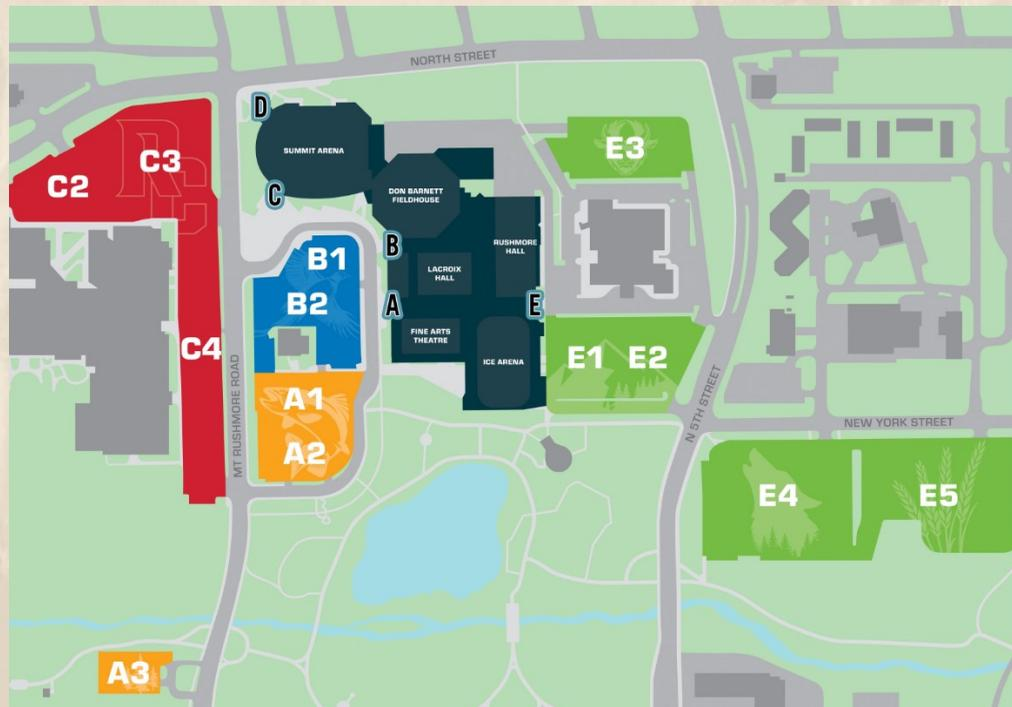 NORTH STREET
D
SUMMIT ARENA
C3
C2
E3
RC
DON BARNETT
FIELDHOUSE
C
B
RUSHMORE
HALL
B1
LACROIX
HALL
B2
A
E
FINE ARTS
THEATRE
C4
ICE ARENA
E1
E2
MT RUSHMORE ROAD
A1
N 5TH STREET
NEW YORK STREET
A2
E4
E5
A3